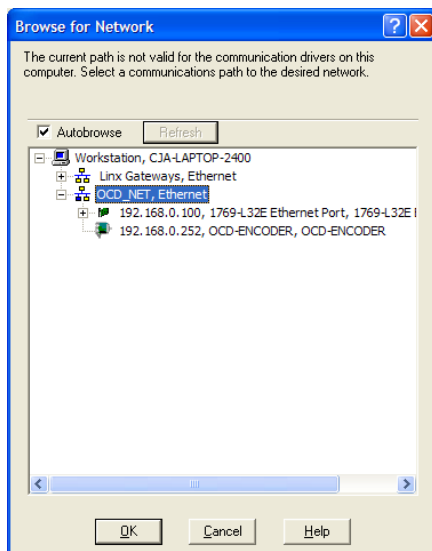 Browse for Network
The current path is not valid for the communication drivers on this
computer. Select a communications path to the desired network.
Autobrowse
Refresh
Workstation, CJA-LAPTOP-2400
Linx Gateways, Ethernet
OCD_NET, Ethernet
192.168.0.100, 1769-L32E Ethernet Port, 1769-L32E
192.168.0.252, OCD-ENCODER, OCD-ENCODER
OK
Cancel
Help